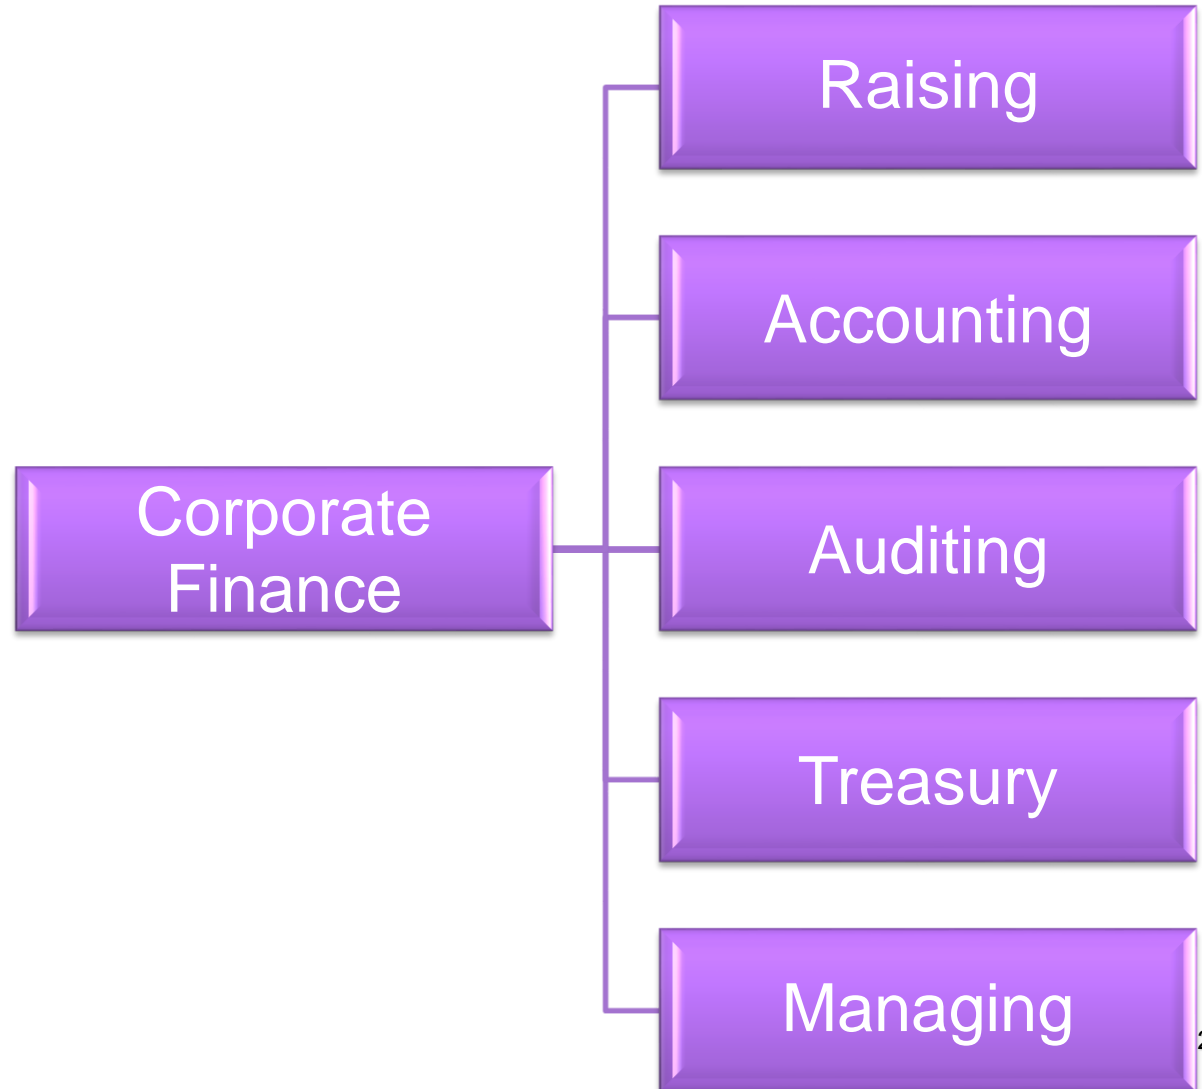 Raising
Accounting
Corporate
Finance
Auditing
Treasury
Managing